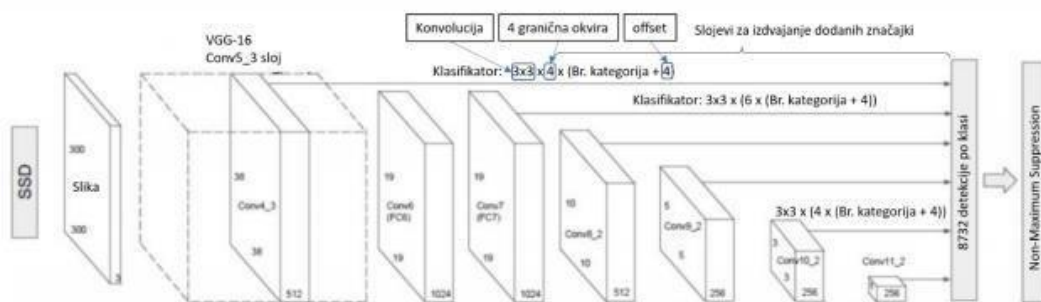 Konvolucija
4 granična okvira
offset
Slojevi za izdvajanje dodanih značajki
VGG-16
Conv5_3 sloj
Klasifikator: 3x3 x 4 x (Br. kategorija + 4)
Klasifikator: 3x3 x (6 x (Br. kategorija + 4))
3x3 x (4 x (Br. kategorija + 4))
SSD
300
Slika
300
3
38
Conv4_3
38
512
19
Conv6
(FC6)
19
1024
19
Conv7
(FC7)
19
1024
10
Conv8_2
10
512
5
Conv9_2
5
256
3
Conv10_2
3
256
Conv11_2
256
8732 detekcije po klasi
Non-Maximum Suppression